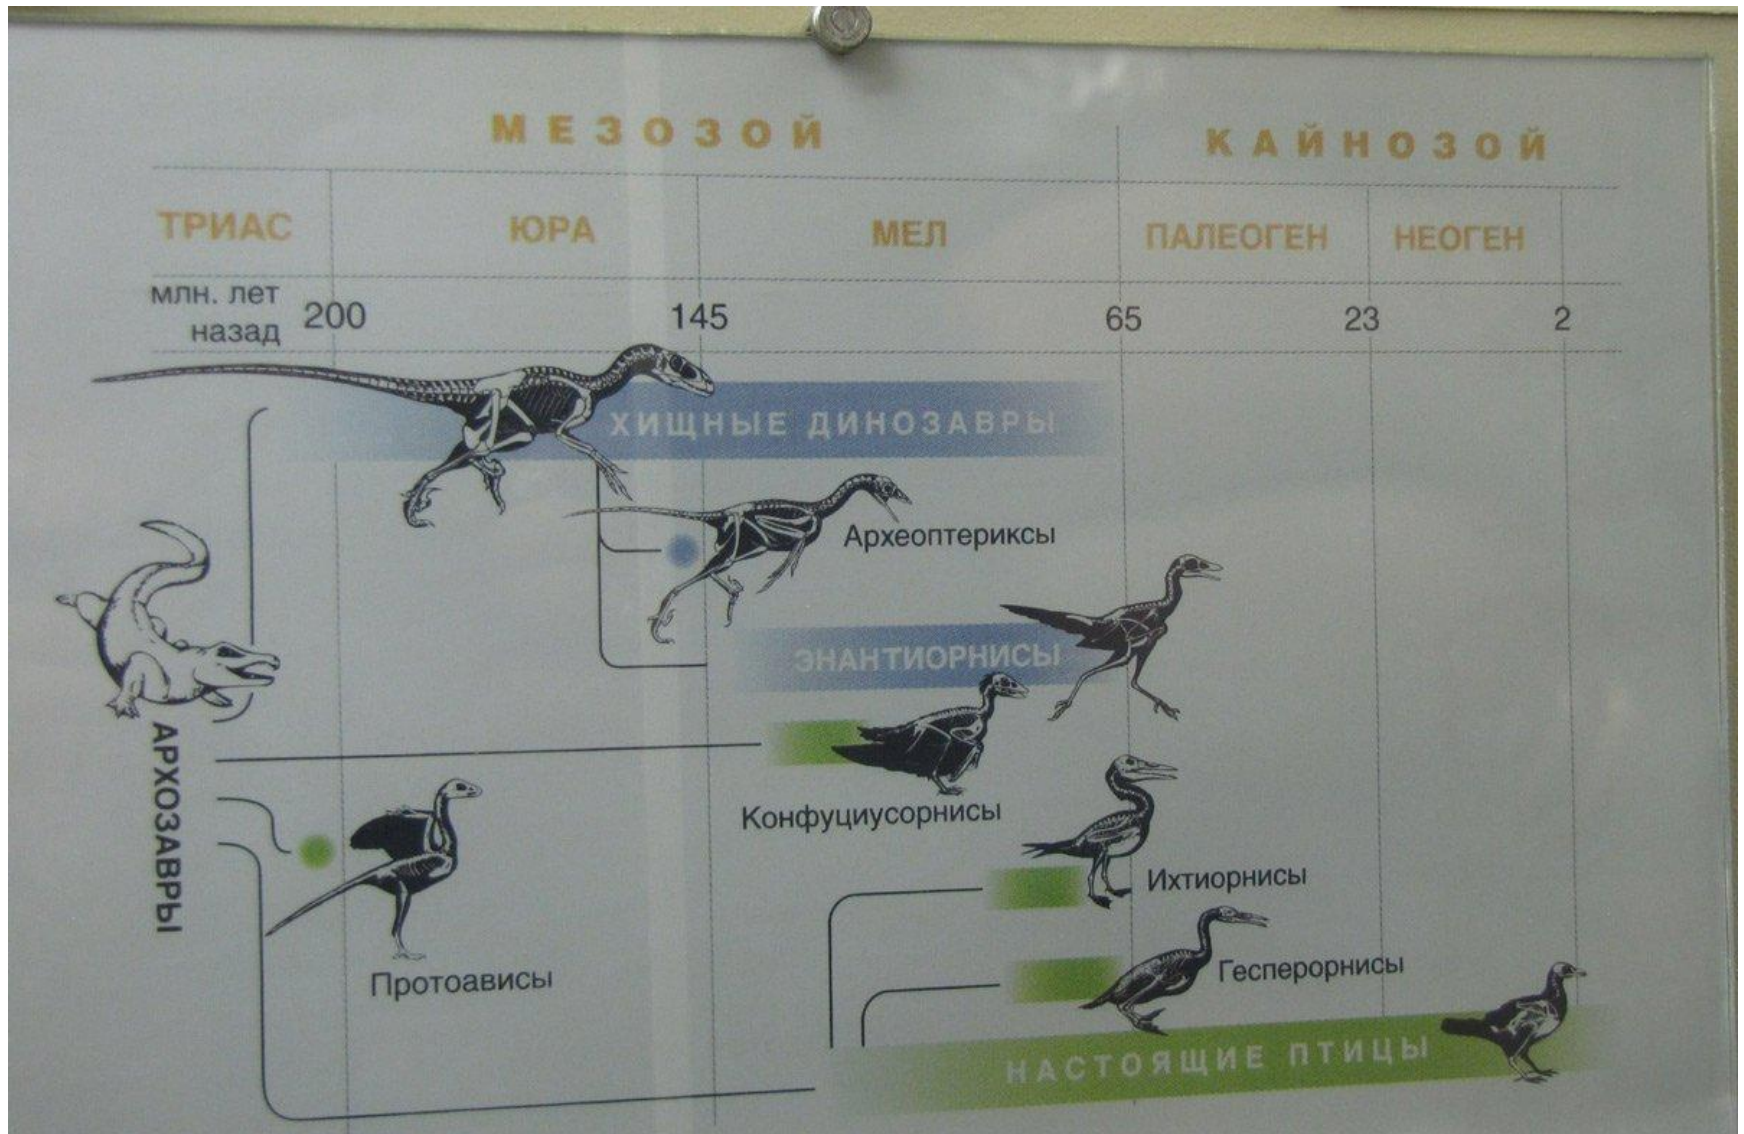 МЕЗОЗОЙ
КАЙНОЗОЙ
ТРИАС
ЮРА
МЕЛ
ПАЛЕОГЕН
НЕОГЕН
млн. лет
назад
200
145
65
23
2
ХИЩНЫЕ ДИНОЗАВРЫ
Археоптериксы
ЭНАНТИОРНИСЫ
АРХОЗАВРЫ
Конфуциусорнисы
Ихтиорнисы
Протоависы
Гесперорнисы
НАСТОЯЩИЕ ПТИЦЫ